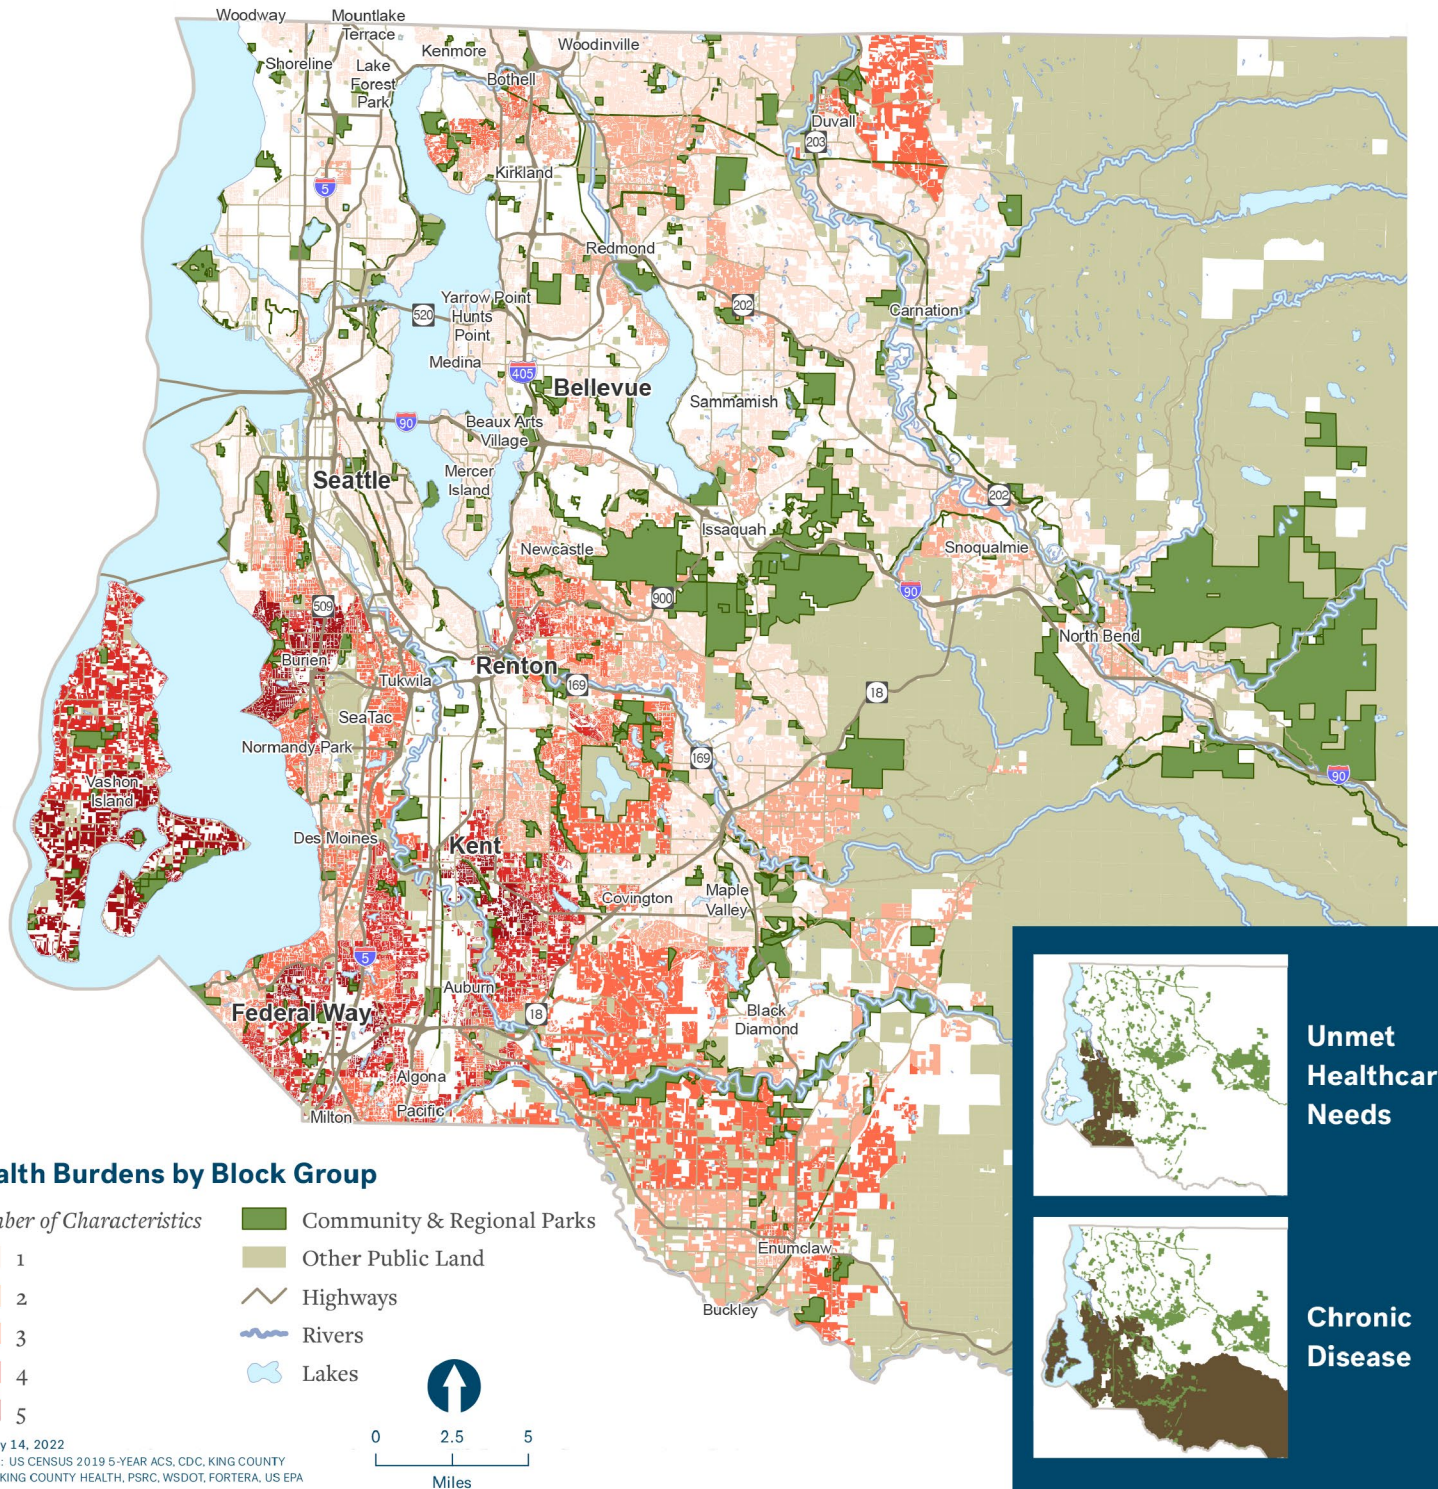 Woodway
Mountlake
Terrace
Kenmore
Woodinville
Shoreline
Lake
Forest
Park
Bothell
Duvall
203
Kirkland
5
Redmond
202
Carnation
Yarrow Point
520
Hunts
Point
Medina
405
Bellevue
Sammamish
90
Beaux Arts
Village
Seattle
Mercer
Island
202
Issaquah
Newcastle
Snoqualmie
900
90
509
North Bend
Burien
Renton
Tukwila
169
18
SeaTac
Normandy Park
169
90
Vashon
Island
Des Moines
Kent
Covington
Maple
Valley
5
Auburn
Federal Way
18
Black
Diamond
Algona
Pacific
Milton
Enumclaw
Buckley
Unmet
Healthcar
Needs
Chronic
Disease
alth Burdens by Block Group
ber of Characteristics
1
2
3
4
5
Community & Regional Parks
Other Public Land
Highways
Rivers
Lakes
0 2.5 5
Miles
y 14, 2022
: US CENSUS 2019 5-YEAR ACS, CDC, KING COUNTY
KING COUNTY HEALTH, PSRC, WSDOT, FORTERA, US EPA